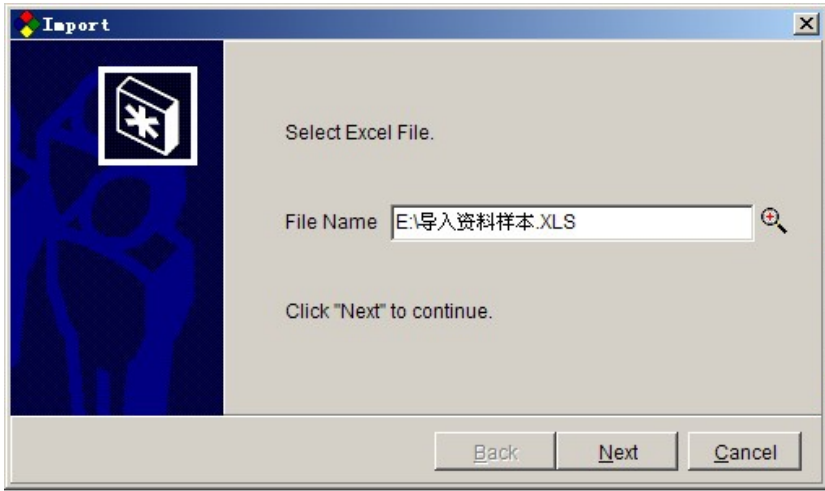 Import
Select Excel File.
File Name E:\导入资料样本.XLS
Click "Next" to continue.
Back Next Cancel